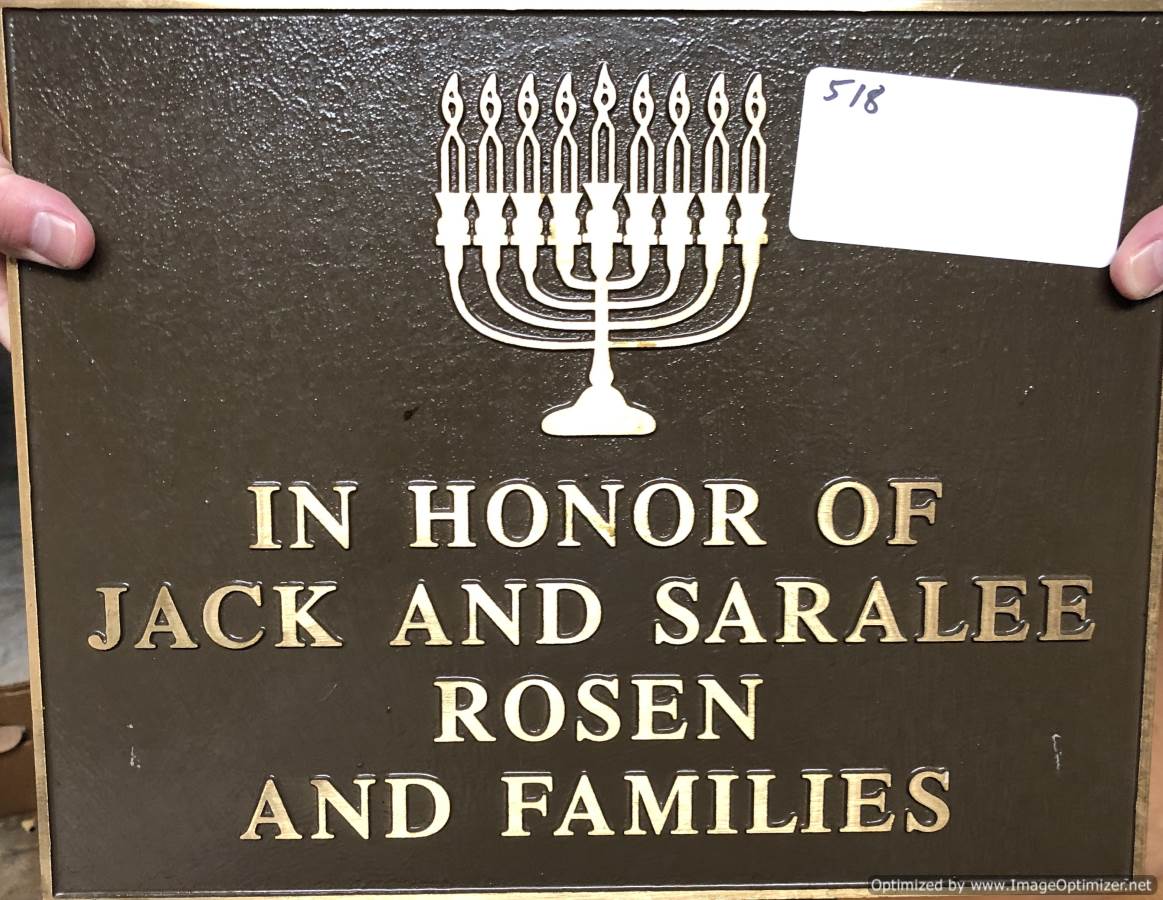 518
IN HONOR OF
JACK AND SARALEE
ROSEN
AND FAMILIES
Optimized by www.ImageOptimizer.net